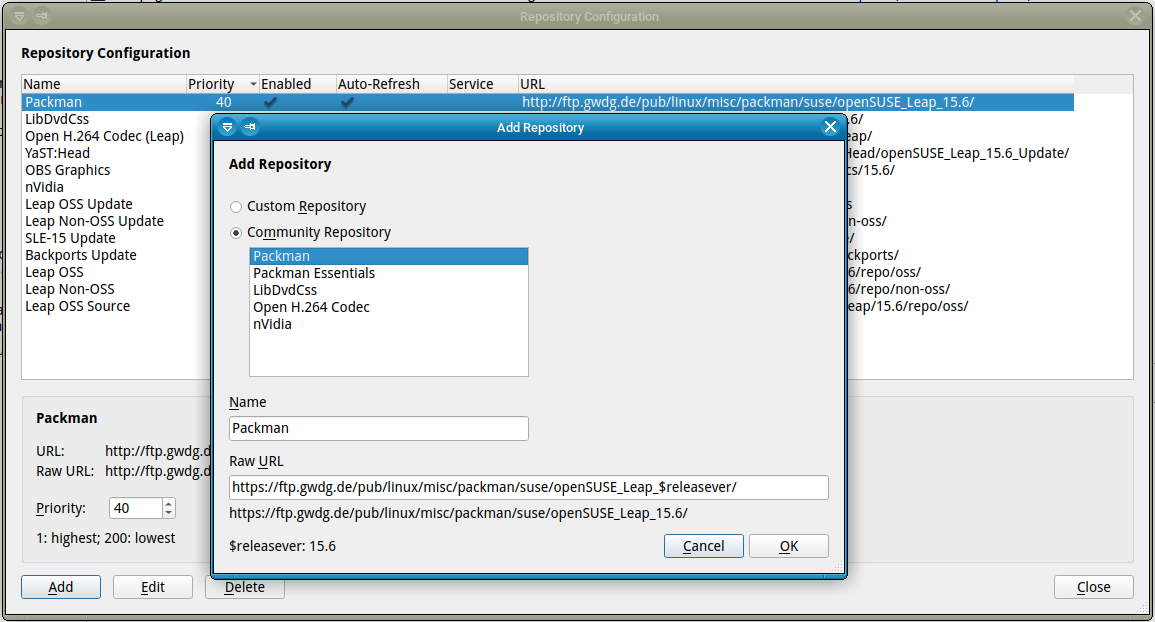 Repository Configuration
Repository Configuration
Name Priority Enabled Auto-Refresh Service URL
Packman 40 http://ftp.gwdg.de/pub/linux/misc/packman/suse/openSUSE_Leap_15.6/
LibDvdCss .6/
Open H.264 Codec (Leap) eap/
YaST:Head Head/openSUSE_Leap_15.6_Update/
OBS Graphics cs/15.6/
nVidia
Leap OSS Update s
Leap Non-OSS Update n-oss/
SLE-15 Update /
Backports Update ckports/
Leap OSS 6/repo/oss/
Leap Non-OSS 6/repo/non-oss/
Leap OSS Source eap/15.6/repo/oss/
Add Repository
Add Repository
Custom Repository
Community Repository
Packman
Packman Essentials
LibDvdCss
Open H.264 Codec
nVidia
Name
Packman
Raw URL
https://ftp.gwdg.de/pub/linux/misc/packman/suse/openSUSE_Leap_$releasever/
https://ftp.gwdg.de/pub/linux/misc/packman/suse/openSUSE_Leap_15.6/
$releasever: 15.6
Cancel OK
Packman
URL: http://ftp.gwdg.d
Raw URL: http://ftp.gwdg.d
Priority: 40
1: highest; 200: lowest
Add Edit Delete Close